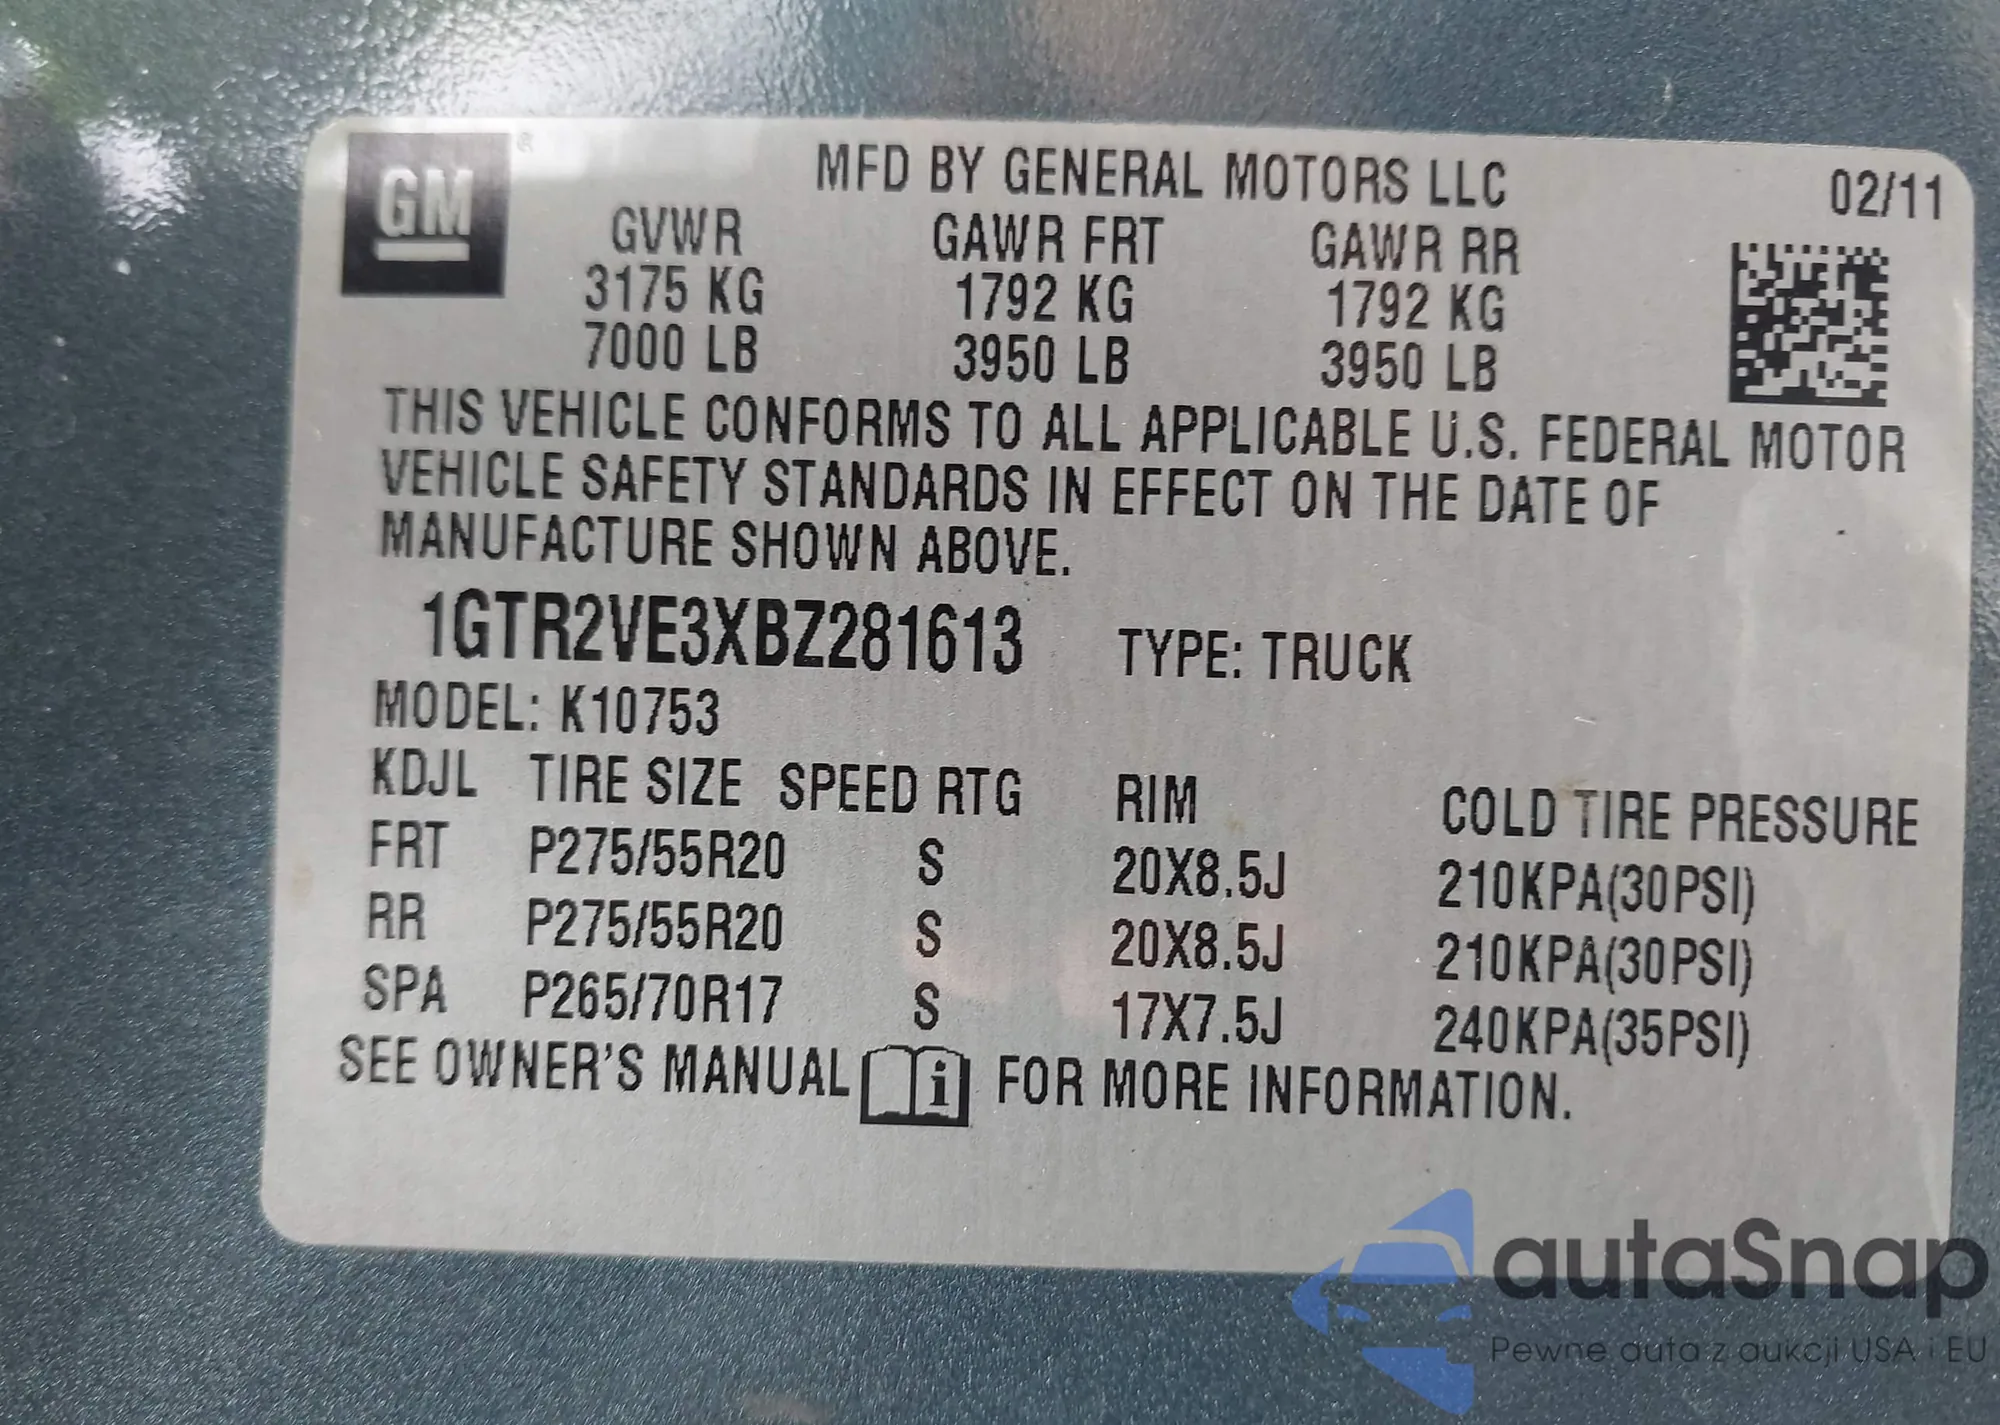 GM ®
MFD BY GENERAL MOTORS LLC 02/11
GVWR GAWR FRT GAWR RR
3175 KG 1792 KG 1792 KG
7000 LB 3950 LB 3950 LB
THIS VEHICLE CONFORMS TO ALL APPLICABLE U.S. FEDERAL MOTOR
VEHICLE SAFETY STANDARDS IN EFFECT ON THE DATE OF
MANUFACTURE SHOWN ABOVE.
1GTR2VE3XBZ281613 TYPE: TRUCK
MODEL: K10753
KDJL TIRE SIZE SPEED RTG RIM COLD TIRE PRESSURE
FRT P275/55R20 S 20X8.5J 210KPA(30PSI)
RR P275/55R20 S 20X8.5J 210KPA(30PSI)
SPA P265/70R17 S 17X7.5J 240KPA(35PSI)
SEE OWNER'S MANUAL i FOR MORE INFORMATION.
autaSnap
Pewne auta z aukcji USA i EU